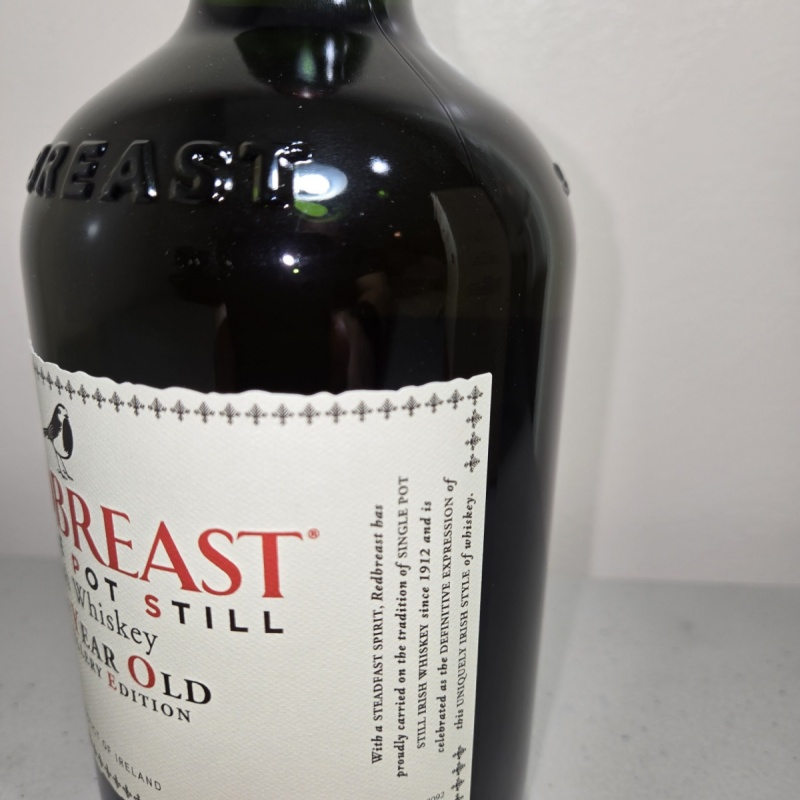 BREAST
BREAST®
POT STILL
Whiskey
YEAR OLD
EDITION
OF IRELAND
With a STEADFAST SPIRIT, Redbreast has
proudly carried on the tradition of SINGLE POT
STILL IRISH WHISKEY since 1912 and is
celebrated as the DEFINITIVE EXPRESSION of
this UNIQUELY IRISH STYLE of whiskey.